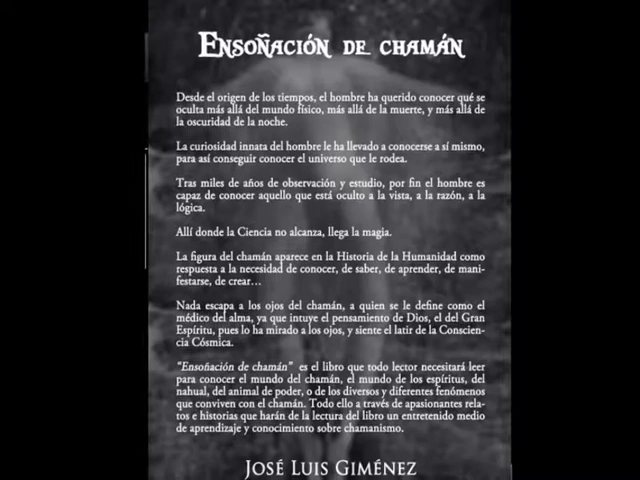 ENSOÑACIÓN DE CHAMÁN
Desde el origen de los tiempos, el hombre ha querido conocer qué se
oculta más allá del mundo físico, más allá de la muerte, y más allá de
la oscuridad de la noche.
La curiosidad innata del hombre le ha llevado a conocerse a sí mismo,
para así conseguir conocer el universo que le rodea.
Tras miles de años de observación y estudio, por fin el hombre es
capaz de conocer aquello que está oculto a la vista, a la razón, a la
lógica.
Allí donde la Ciencia no alcanza, llega la magia.
La figura del chamán aparece en la Historia de la Humanidad como
respuesta a la necesidad de conocer, de saber, de aprender, de mani-
festarse, de crear…
Nada escapa a los ojos del chamán, a quien se le define como el
médico del alma, ya que intuye el pensamiento de Dios, el del Gran
Espíritu, pues lo ha mirado a los ojos, y siente el latir de la Conscien-
cia Cósmica.
"Ensoñación de chamán" es el libro que todo lector necesitará leer
para conocer el mundo del chamán, el mundo de los espíritus, del
nahual, del animal de poder, o de los diversos y diferentes fenómenos
que conviven con el chamán. Todo ello a través de apasionantes rela-
tos e historias que harán de la lectura del libro un entretenido medio
de aprendizaje y conocimiento sobre chamanismo.
JOSÉ LUIS GIMÉNEZ